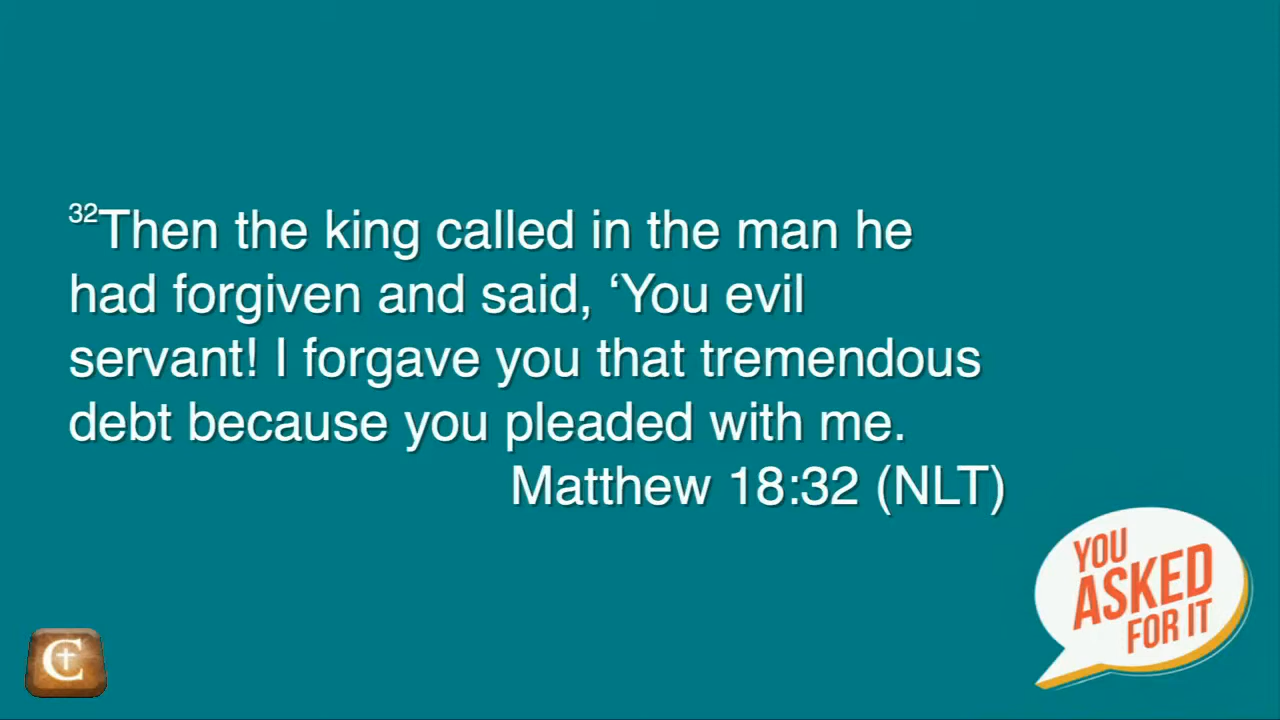 32Then the king called in the man he
had forgiven and said, ‘You evil
servant! I forgave you that tremendous
debt because you pleaded with me.
Matthew 18:32 (NLT)
YOU
ASKED
FOR IT
C